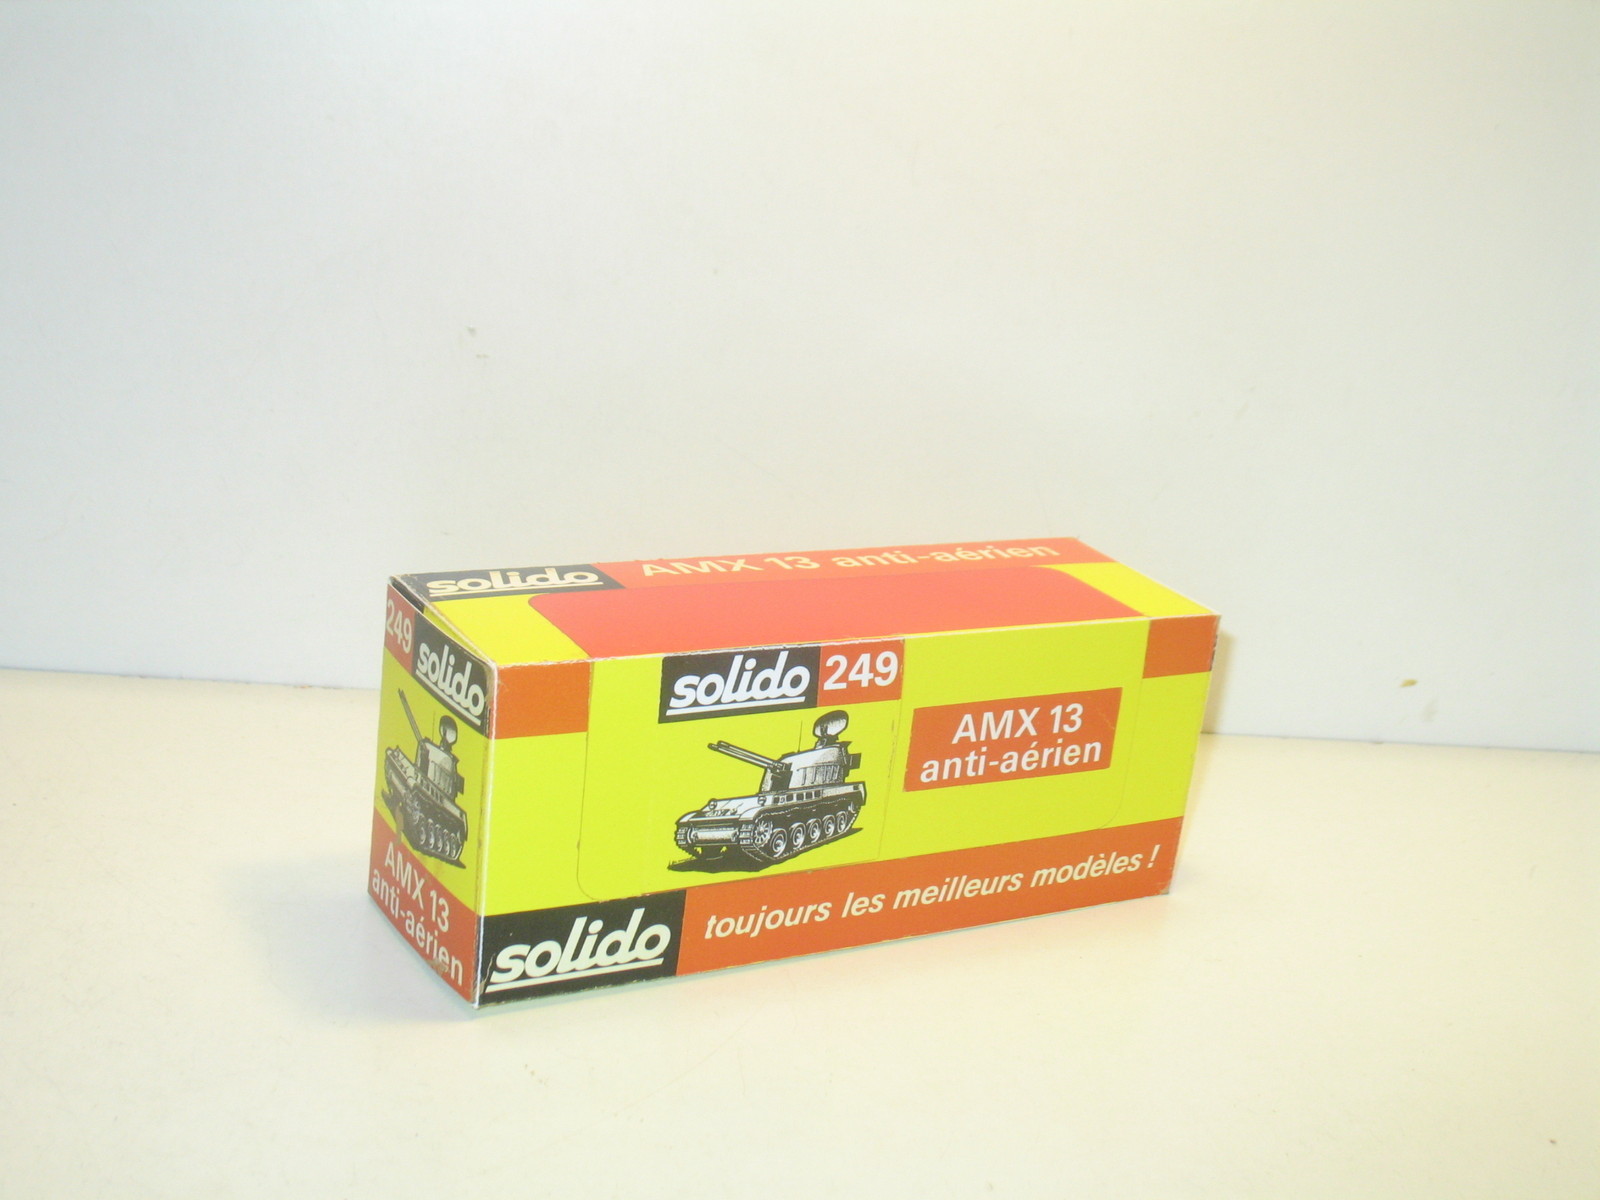 solido
AMX 13 anti-aérien
249
solido
AMX 13
anti-aérien
solido 249
AMX 13
anti-aérien
solido
toujours les meilleurs modèles !